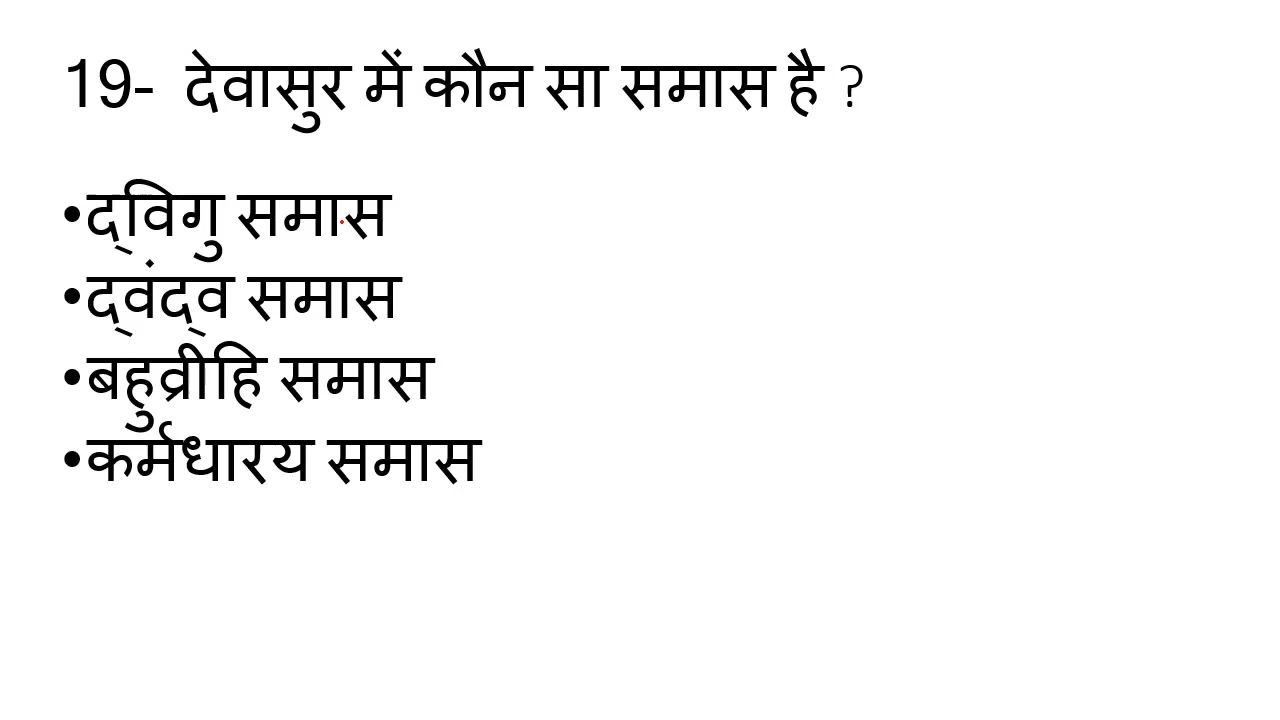 19- देवासुर में कौन सा समास है ?
•द्विगु समास
•द्वंद्व समास
•बहुव्रीहि समास
•कर्मधारय समास